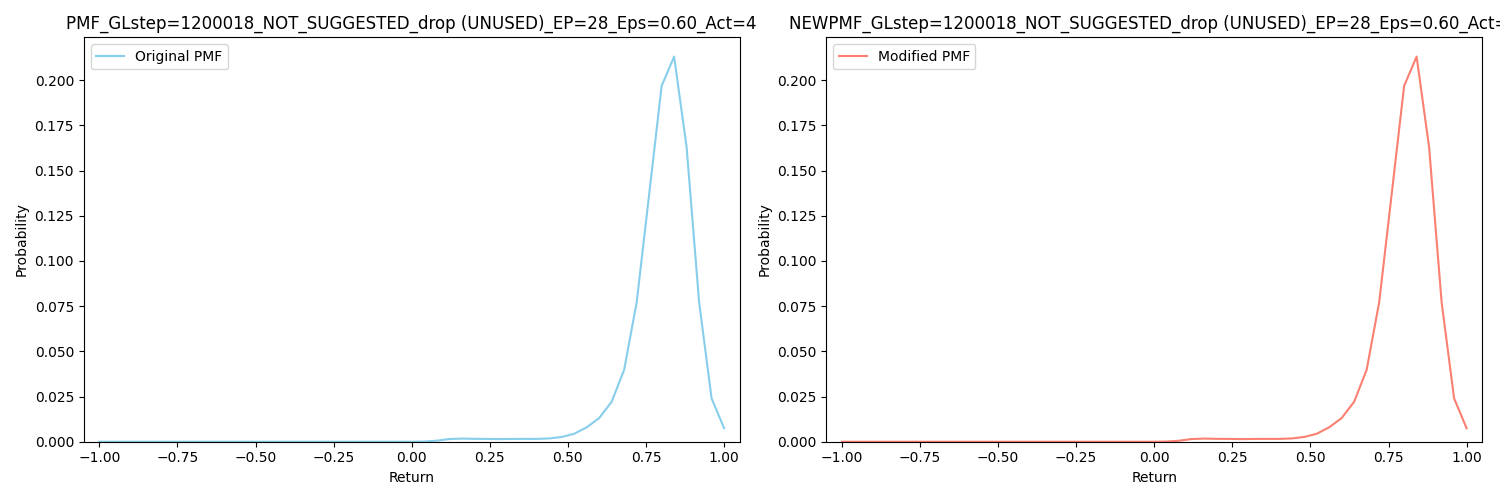 PMF_GLstep=1200018_NOT_SUGGESTED_drop (UNUSED)_EP=28_Eps=0.60_Act=4
Original PMF
0.200
0.175
0.150
0.125
0.100
0.075
0.050
0.025
0.000
Probability
−1.00 −0.75 −0.50 −0.25 0.00 0.25 0.50 0.75 1.00
Return
NEWPMF_GLstep=1200018_NOT_SUGGESTED_drop (UNUSED)_EP=28_Eps=0.60_Act=
Modified PMF
0.200
0.175
0.150
0.125
0.100
0.075
0.050
0.025
0.000
Probability
−1.00 −0.75 −0.50 −0.25 0.00 0.25 0.50 0.75 1.00
Return